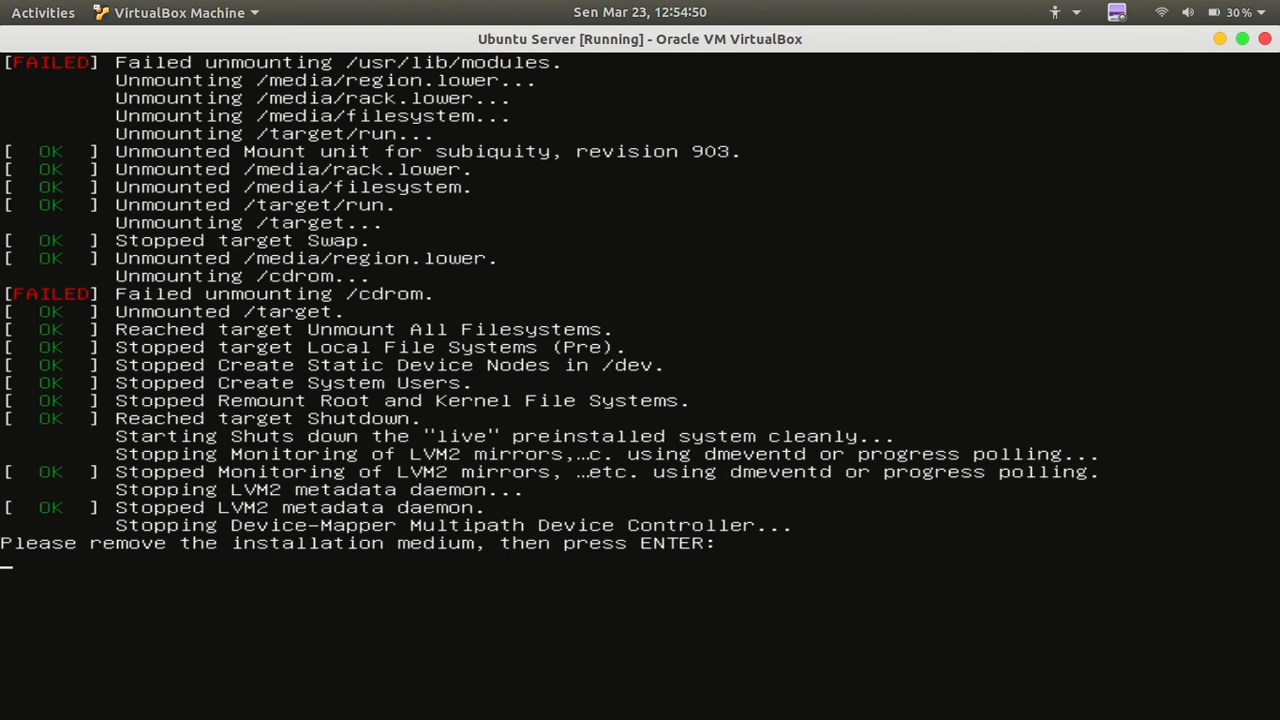 Activities VirtualBox Machine Sen Mar 23, 12:54:50 30%
Ubuntu Server [Running] - Oracle VM VirtualBox
[FAILED] Failed unmounting /usr/lib/modules.
Unmounting /media/region.lower...
Unmounting /media/rack.lower...
Unmounting /media/filesystem...
Unmounting /target/run...
[ OK ] Unmounted Mount unit for subiquity, revision 903.
[ OK ] Unmounted /media/rack.lower.
[ OK ] Unmounted /media/filesystem.
[ OK ] Unmounted /target/run.
Unmounting /target...
[ OK ] Stopped target Swap.
[ OK ] Unmounted /media/region.lower.
Unmounting /cdrom...
[FAILED] Failed unmounting /cdrom.
[ OK ] Unmounted /target.
[ OK ] Reached target Unmount All Filesystems.
[ OK ] Stopped target Local File Systems (Pre).
[ OK ] Stopped Create Static Device Nodes in /dev.
[ OK ] Stopped Create System Users.
[ OK ] Stopped Remount Root and Kernel File Systems.
[ OK ] Reached target Shutdown.
Starting Shuts down the "live" preinstalled system cleanly...
Stopping Monitoring of LVM2 mirrors,…c. using dmeventd or progress polling...
[ OK ] Stopped Monitoring of LVM2 mirrors, …etc. using dmeventd or progress polling.
Stopping LVM2 metadata daemon...
[ OK ] Stopped LVM2 metadata daemon.
Stopping Device-Mapper Multipath Device Controller...
Please remove the installation medium, then press ENTER: